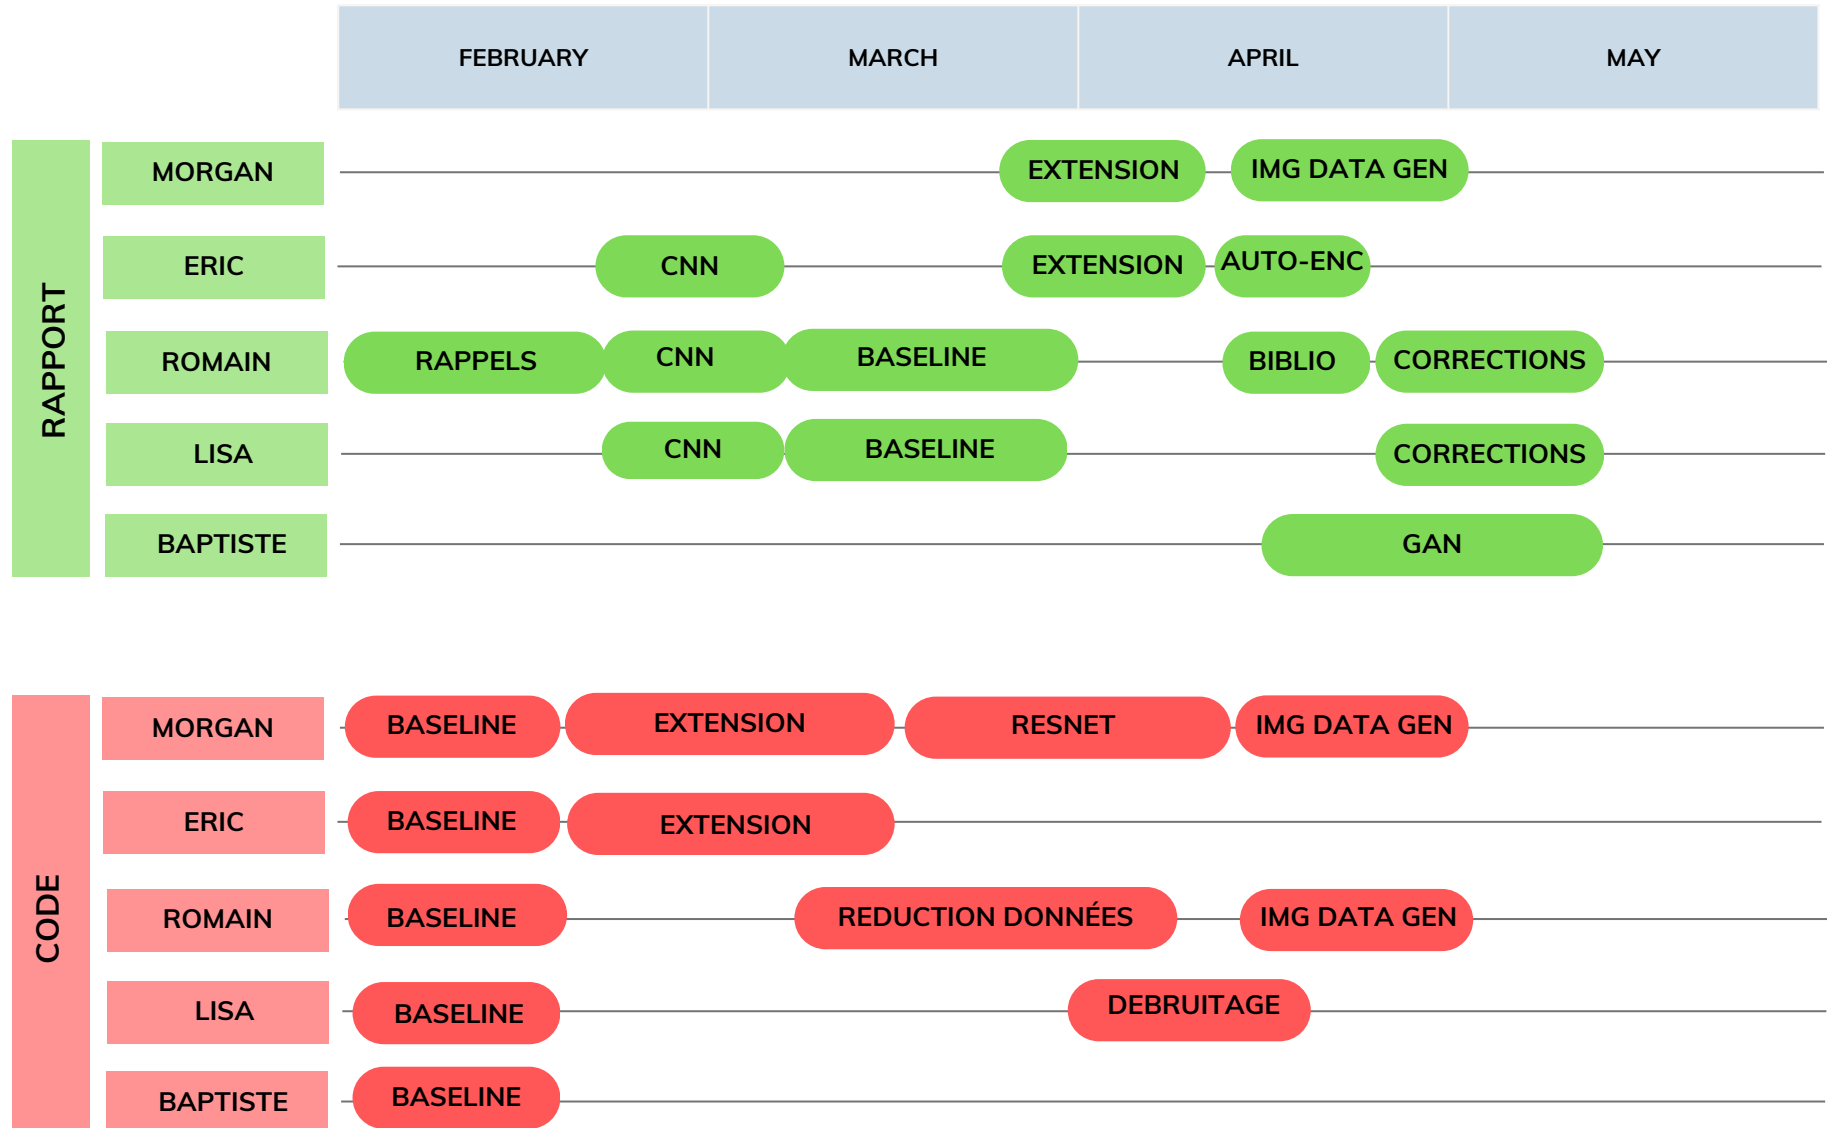 FEBRUARY MARCH APRIL MAY
RAPPORT
MORGAN EXTENSION IMG DATA GEN
ERIC CNN EXTENSION AUTO-ENC
ROMAIN RAPPELS CNN BASELINE BIBLIO CORRECTIONS
LISA CNN BASELINE CORRECTIONS
BAPTISTE GAN
CODE
MORGAN BASELINE EXTENSION RESNET IMG DATA GEN
ERIC BASELINE EXTENSION
ROMAIN BASELINE REDUCTION DONNÉES IMG DATA GEN
LISA BASELINE DEBRUITAGE
BAPTISTE BASELINE